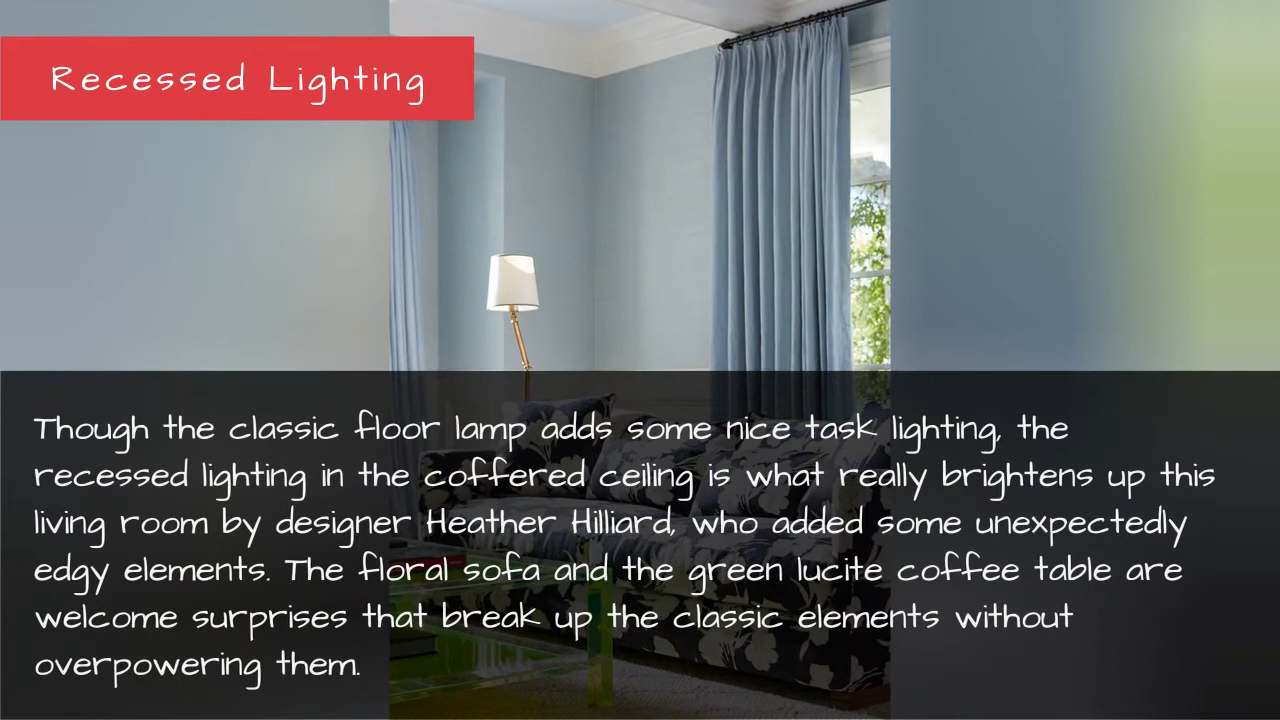 Recessed Lighting
Though the classic floor lamp adds some nice task lighting, the
recessed lighting in the coffered ceiling is what really brightens up this
living room by designer Heather Hilliard, who added some unexpectedly
edgy elements. The floral sofa and the green lucite coffee table are
welcome surprises that break up the classic elements without
overpowering them.